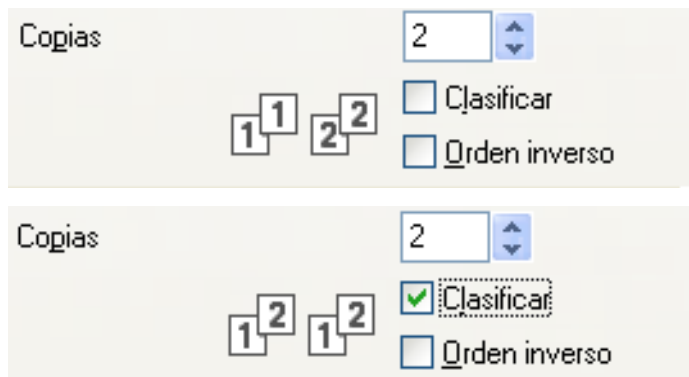 Copias 2
1 1 2 2 Clasificar
Orden inverso
Copias 2
1 2 1 2 Clasificar
Orden inverso